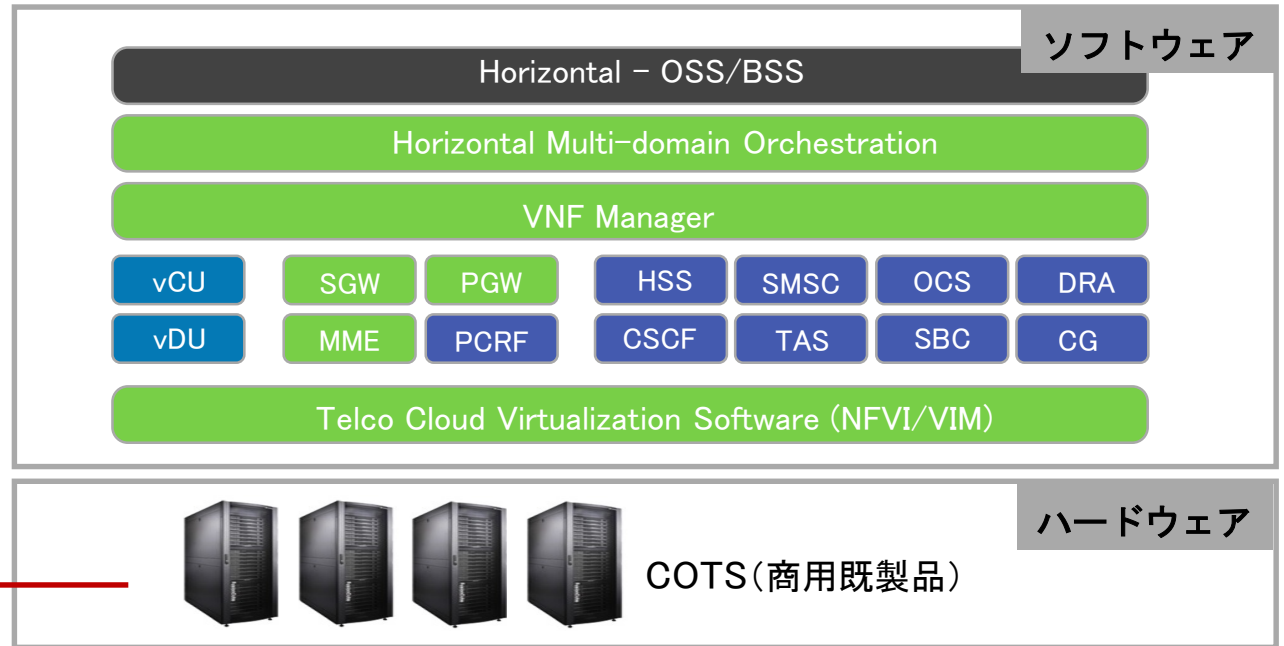 ソフトウェア
Horizontal - OSS/BSS
Horizontal Multi-domain Orchestration
VNF Manager
vCU SGW PGW HSS SMSC OCS DRA
vDU MME PCRF CSCF TAS SBC CG
Telco Cloud Virtualization Software (NFVI/VIM)
ハードウェア
COTS(商用既製品)